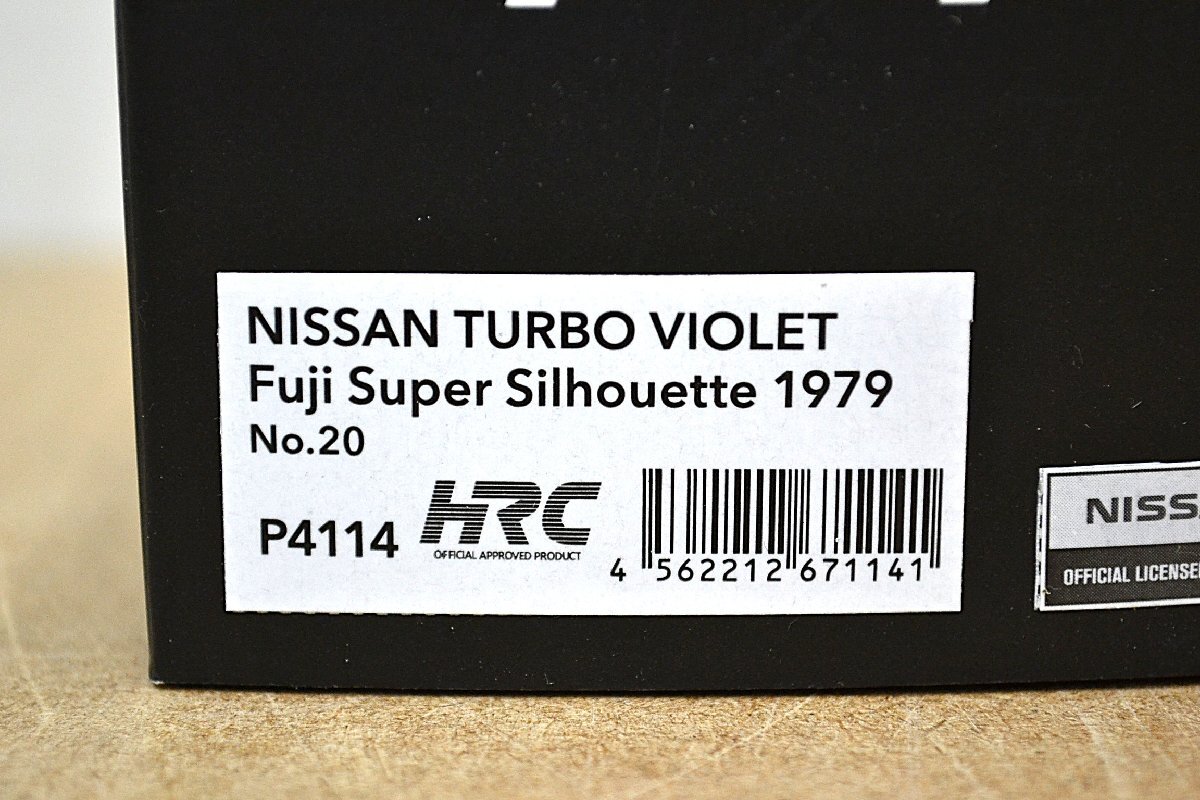 NISSAN TURBO VIOLET
Fuji Super Silhouette 1979
No.20
P4114
HRC
OFFICIAL APPROVED PRODUCT
4 562212 671141
NISS
OFFICIAL LICENSE